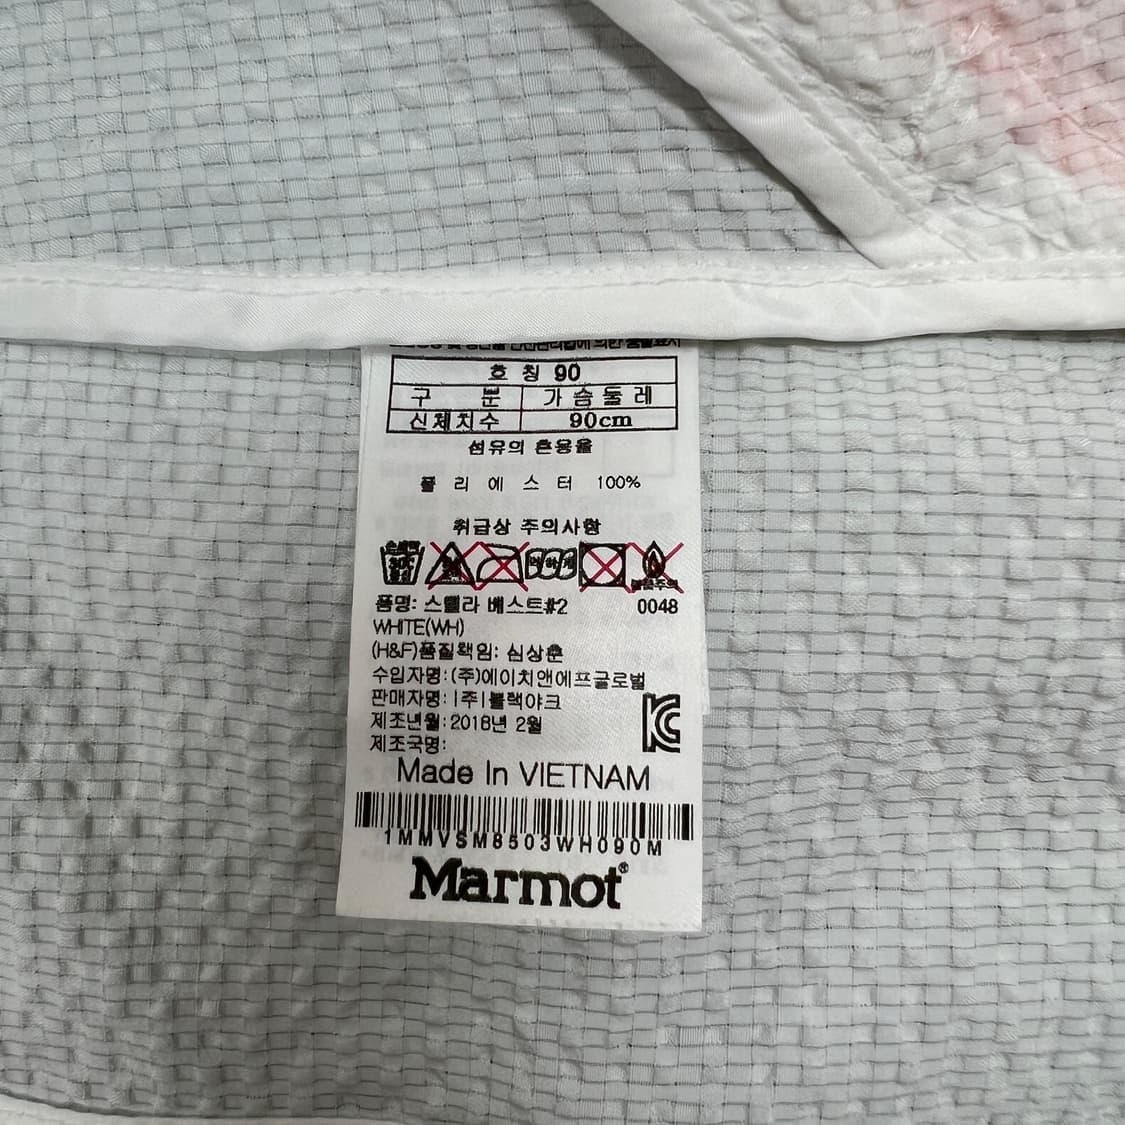 호칭 90
구 분 가슴둘레
신체치수 90cm
섬유의 혼용율
폴 리 에 스 터 100%
취급상 주의사항
품명: 스텔라 베스트#2 0048
WHITE(WH)
(H&F)품질책임: 심상훈
수입자명:(주)에이치앤에프글로벌
판매자명:(주)블랙야크
제조년월:2018년 2월
제조국명:
Made In VIETNAM
1MMVSM8503WH090M
Marmot®